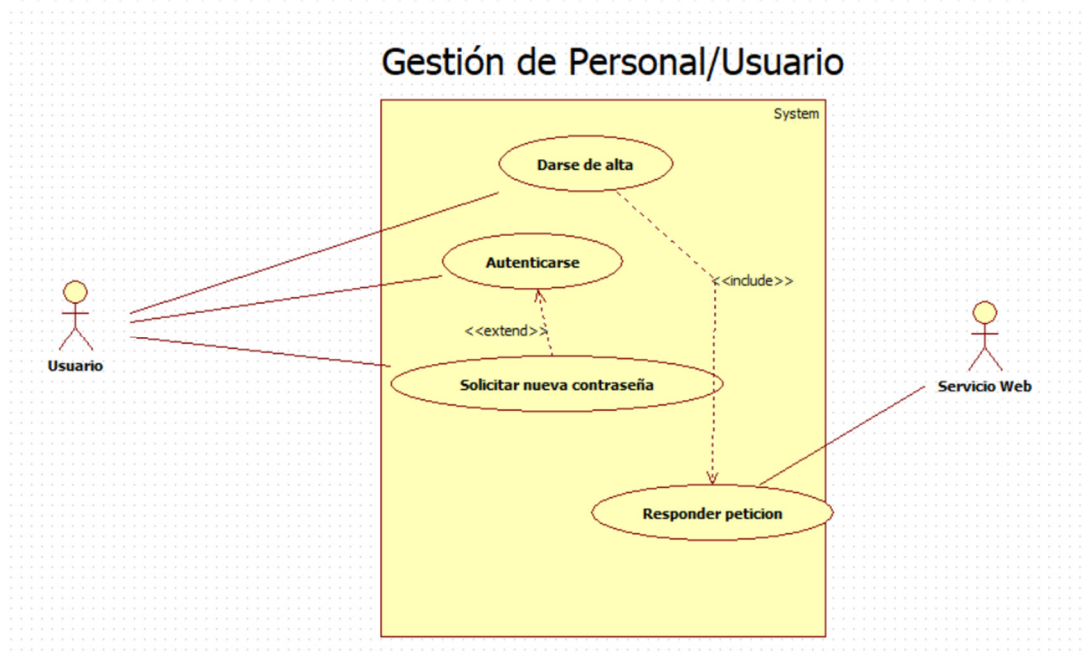 Gestión de Personal/Usuario
System
Darse de alta
Autenticarse
<<include>>
<<extend>>
Usuario
Solicitar nueva contraseña
Servicio Web
Responder peticion